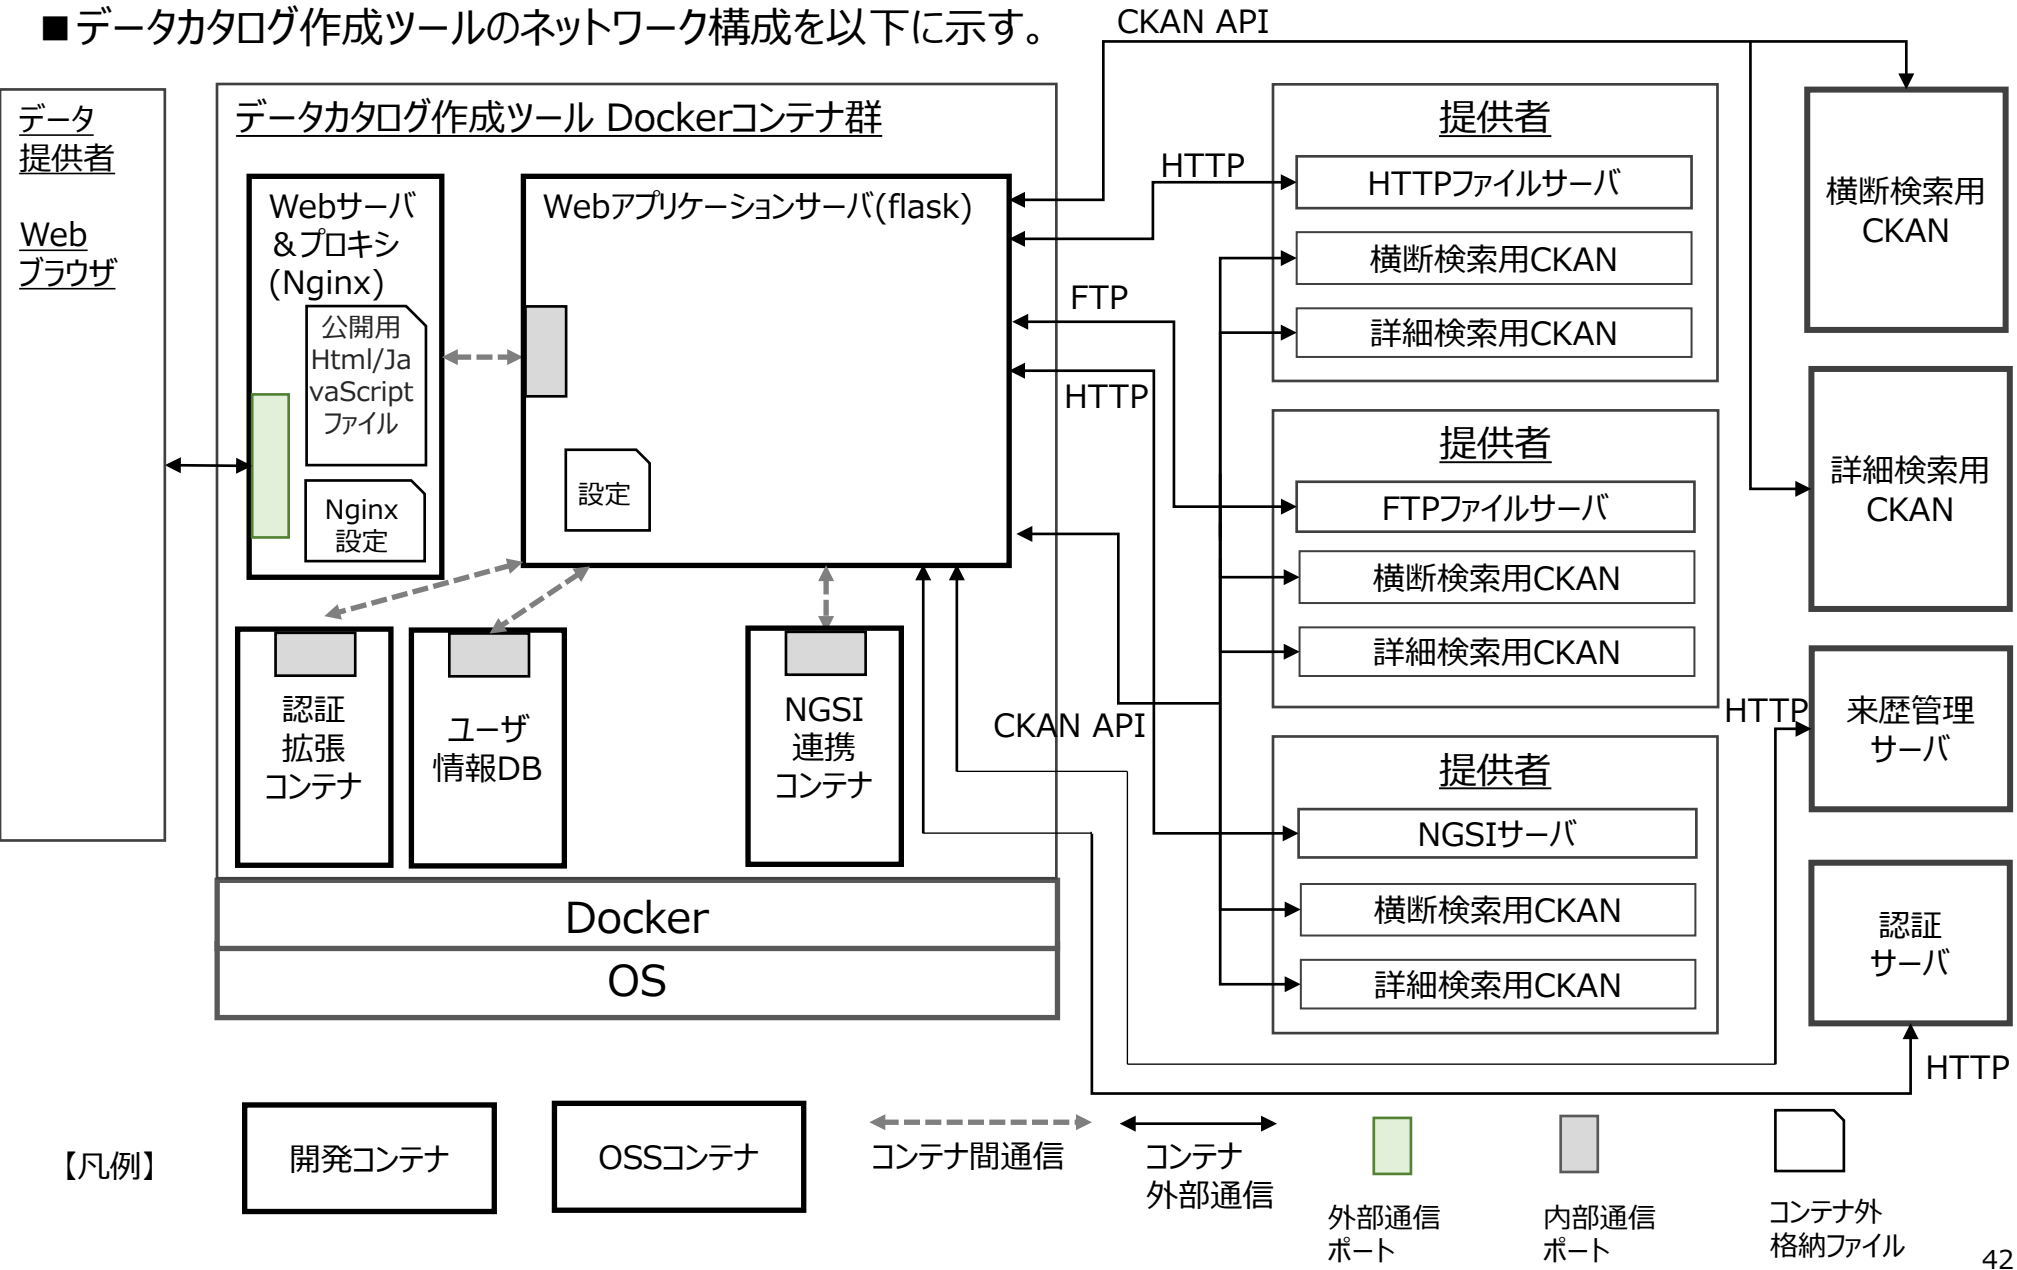 ■データカタログ作成ツールのネットワーク構成を以下に示す。
CKAN API
データ
提供者
Web
ブラウザ
データカタログ作成ツール Dockerコンテナ群
Webサーバ
&プロキシ
(Nginx)
公開用
Html/Ja
vaScript
ファイル
Nginx
設定
Webアプリケーションサーバ(flask)
設定
認証
拡張
コンテナ
ユーザ
情報DB
NGSI
連携
コンテナ
Docker
OS
HTTP
FTP
HTTP
CKAN API
提供者
HTTPファイルサーバ
横断検索用CKAN
詳細検索用CKAN
提供者
FTPファイルサーバ
横断検索用CKAN
詳細検索用CKAN
提供者
NGSIサーバ
横断検索用CKAN
詳細検索用CKAN
横断検索用
CKAN
詳細検索用
CKAN
HTTP
来歴管理
サーバ
認証
サーバ
HTTP
【凡例】
開発コンテナ
OSSコンテナ
コンテナ間通信
コンテナ
外部通信
外部通信
ポート
内部通信
ポート
コンテナ外
格納ファイル
42